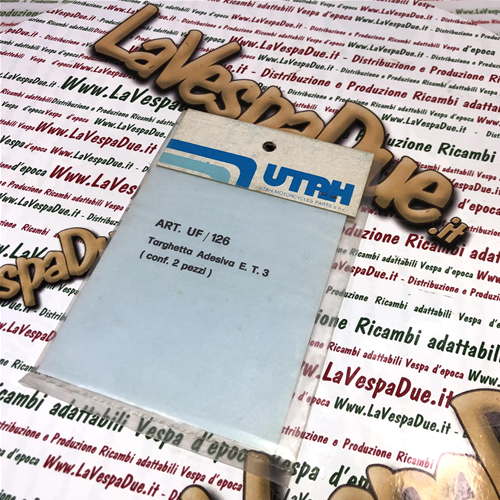 LaVespaDue.it
UTAH
UTAH MOTORCYCLES PARTS s.n.c.
ART. UF/126
Targhetta Adesiva E. T. 3
( conf. 2 pezzi )
www.LaVespaDue.it - Distribuzione e Produzione Ricambi adattabili Vespa d'epoca